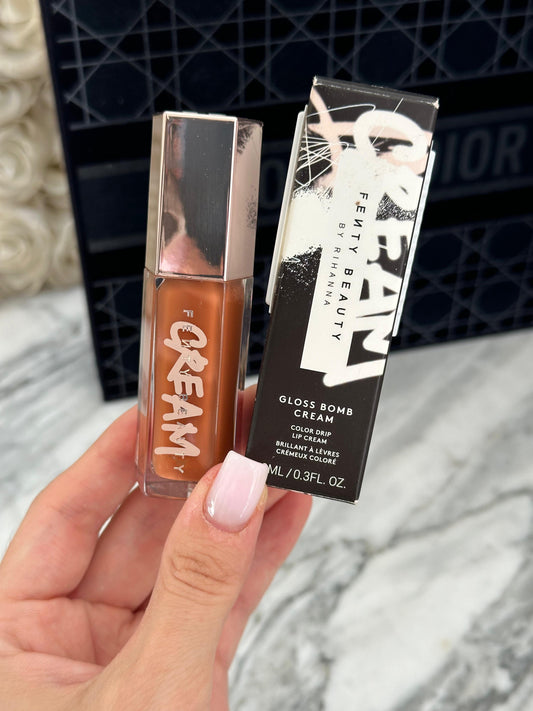 FENTY BEAUTY
CREAM
CREAM
FENTY BEAUTY
BY RIHANNA
GLOSS BOMB
CREAM
COLOR DRIP
LIP CREAM
BRILLANT À LÈVRES
CRÉMEUX COLORÉ
ML / 0.3FL. OZ.
DIOR